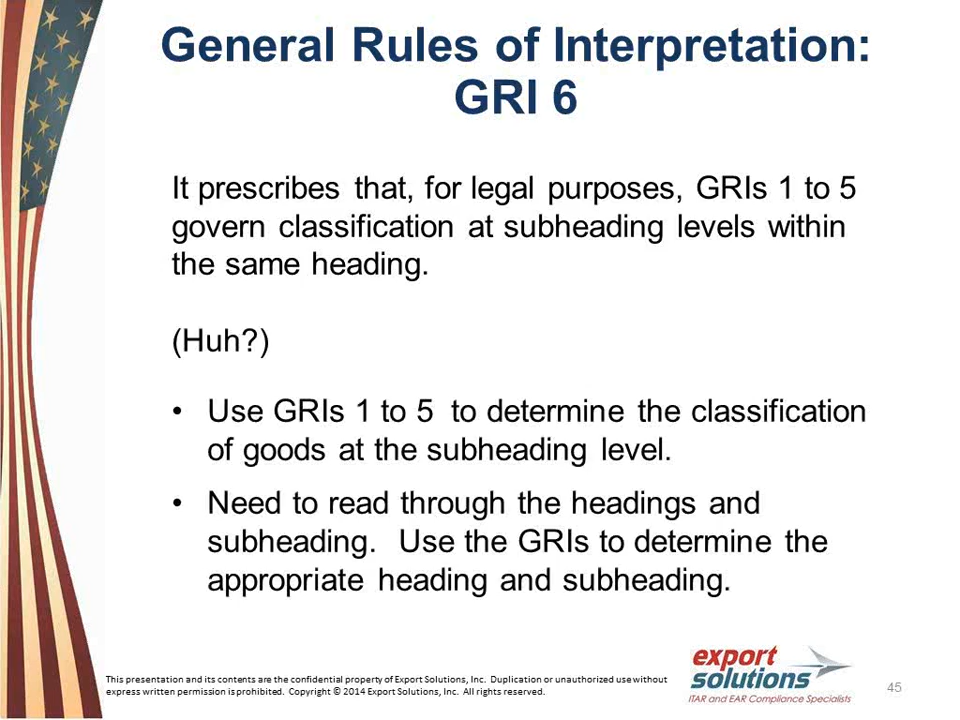 General Rules of Interpretation:
GRI 6
It prescribes that, for legal purposes, GRIs 1 to 5
govern classification at subheading levels within
the same heading.
(Huh?)
• Use GRIs 1 to 5 to determine the classification
of goods at the subheading level.
• Need to read through the headings and
subheading. Use the GRIs to determine the
appropriate heading and subheading.
This presentation and its contents are the confidential property of Export Solutions, Inc. Duplication or unauthorized use without
express written permission is prohibited. Copyright © 2014 Export Solutions, Inc. All rights reserved.
export
solutions
ITAR and EAR Compliance Specialists
45